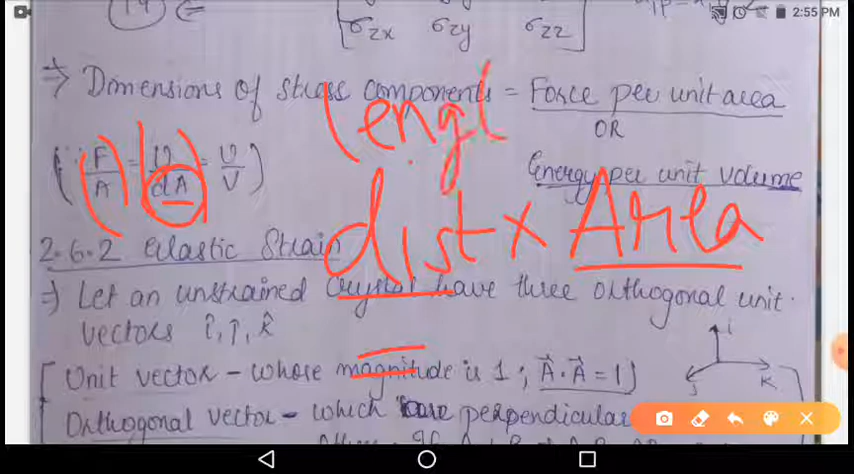 2:55 PM
σzx σzy σzz
⇒ Dimensions of stress components = Force per unit area
OR
(∵ F/A = U/dA = U/V) Energy per unit volume
lengt
dist × Area
2.6.2 Elastic Strain
⇒ Let an unstrained Crystal have three orthogonal unit
vectors î, ĵ, k̂
[Unit vector - whose magnitude is 1; A⃗·A⃗ = 1)
i
j K
Orthogonal vector - which are perpendicular